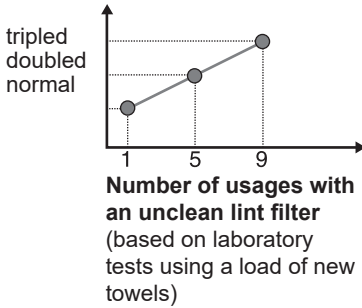 tripled
doubled
normal
1 5 9
Number of usages with
an unclean lint filter
(based on laboratory
tests using a load of new
towels)